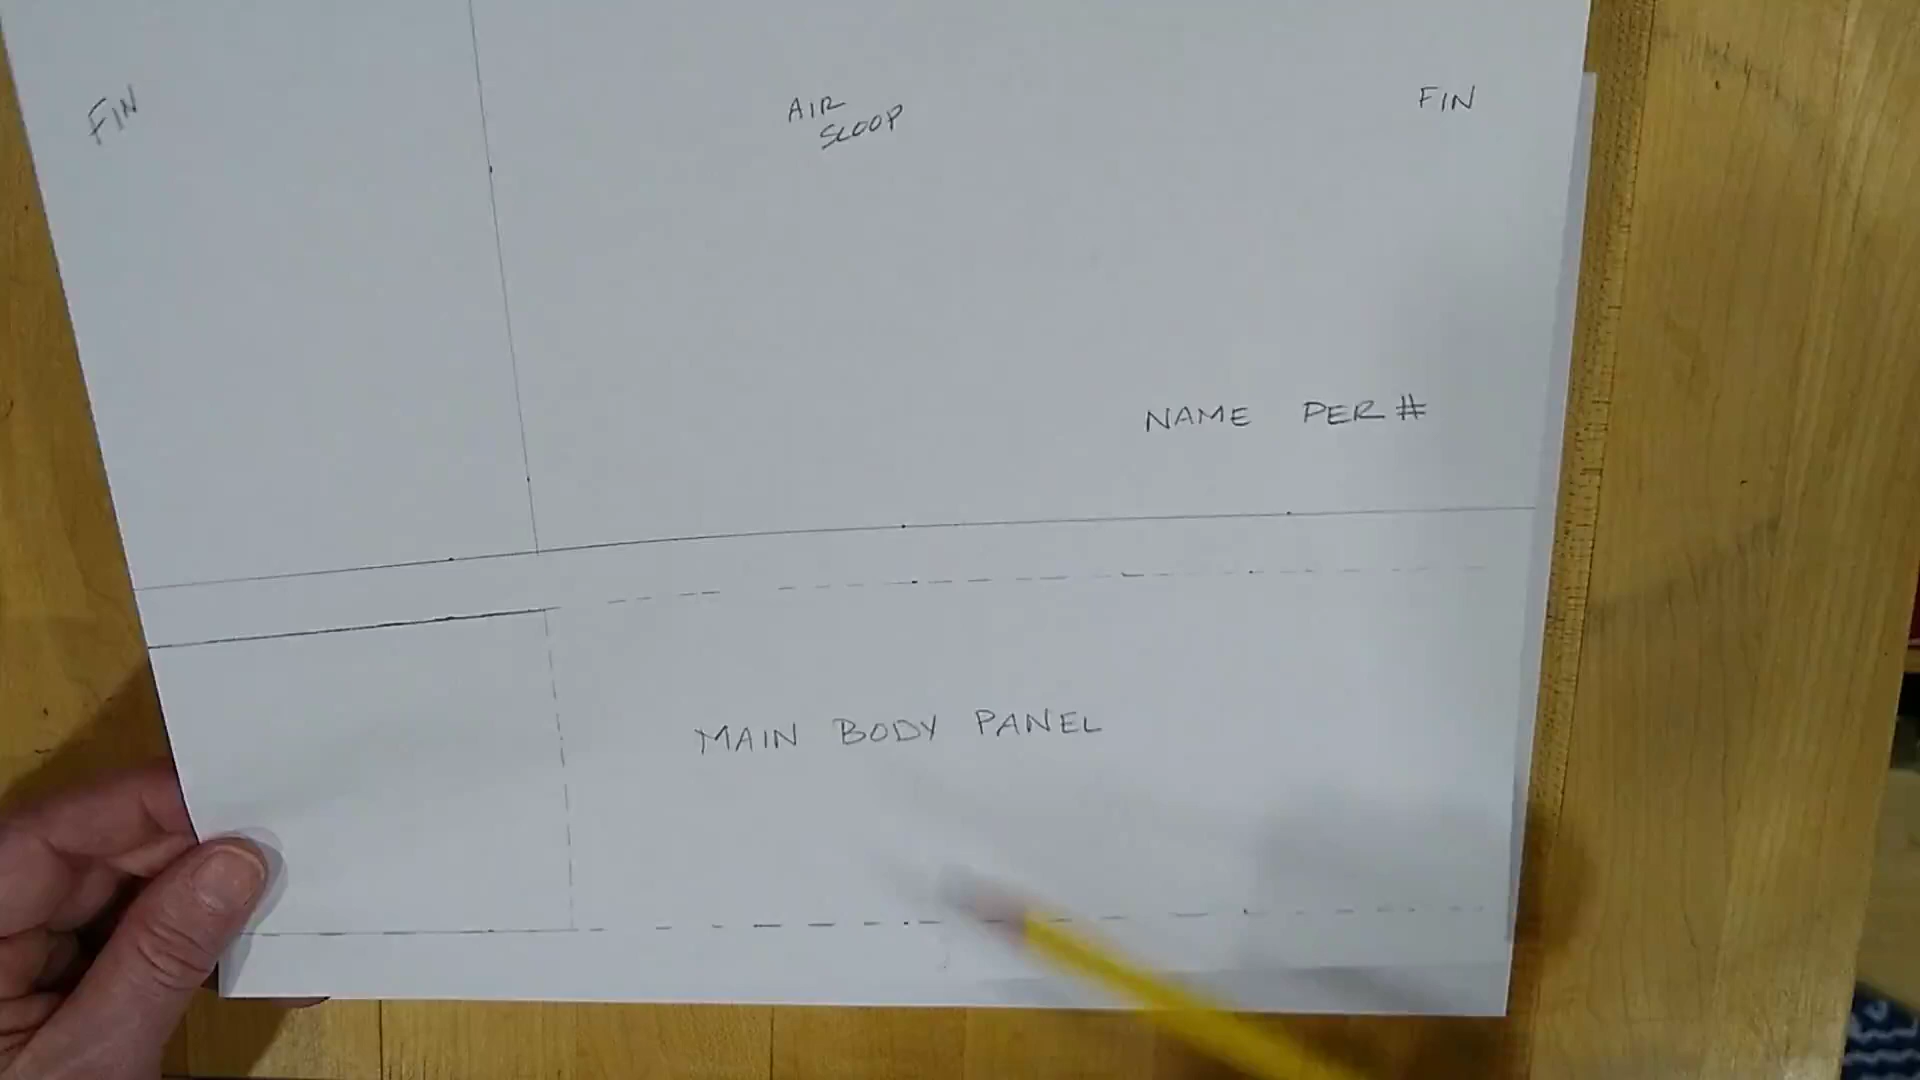 FIN
AIR
SCOOP
FIN
NAME PER#
MAIN BODY PANEL